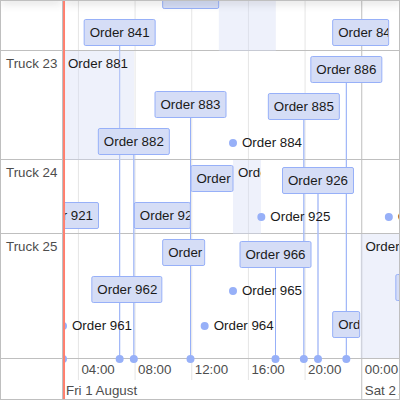 Order 841
Order 84
Truck 23
Order 881
Order 886
Order 883
Order 885
Order 882
Order 884
Truck 24
Order
Ord
Order 926
921
Order 92
Order 925
Truck 25
Order
Order 966
Order
Order 962
Order 965
Order 961
Order 964
Ord
04:00 08:00 12:00 16:00 20:00 00:00
Fri 1 August
Sat 2